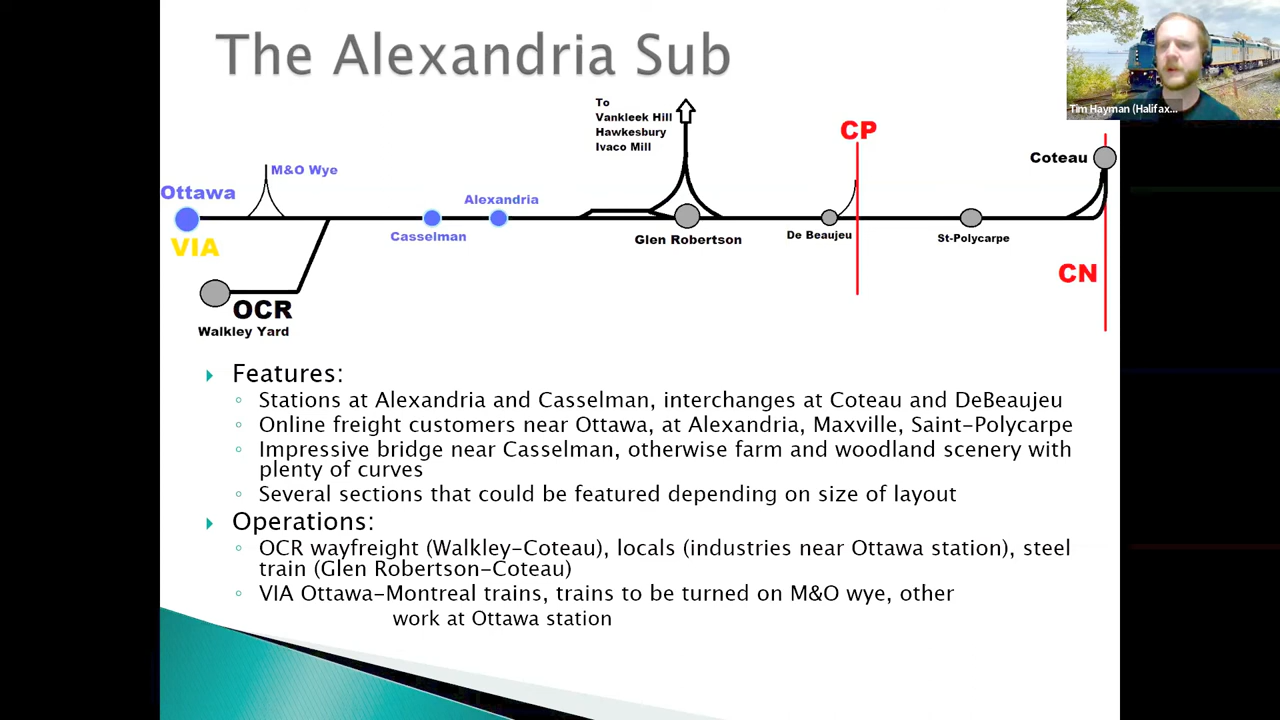 The Alexandria Sub
Tim Hayman (Halifax...
To
Vankleek Hill
Hawkesbury
Ivaco Mill
CP
Coteau
M&O Wye
Ottawa
Alexandria
VIA
Casselman
Glen Robertson
De Beaujeu
St-Polycarpe
CN
OCR
Walkley Yard
Features:
Stations at Alexandria and Casselman, interchanges at Coteau and DeBeaujeu
Online freight customers near Ottawa, at Alexandria, Maxville, Saint-Polycarpe
Impressive bridge near Casselman, otherwise farm and woodland scenery with
plenty of curves
Several sections that could be featured depending on size of layout
Operations:
OCR wayfreight (Walkley-Coteau), locals (industries near Ottawa station), steel
train (Glen Robertson-Coteau)
VIA Ottawa-Montreal trains, trains to be turned on M&O wye, other
work at Ottawa station